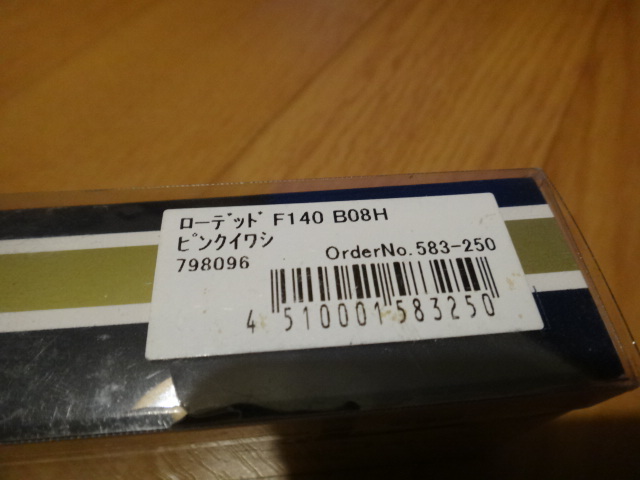 ﾛｰﾃﾞｯﾄﾞ F140 B08H
ﾋﾟﾝｸｲﾜｼ
798096 OrderNo.583-250
4 510001 583250